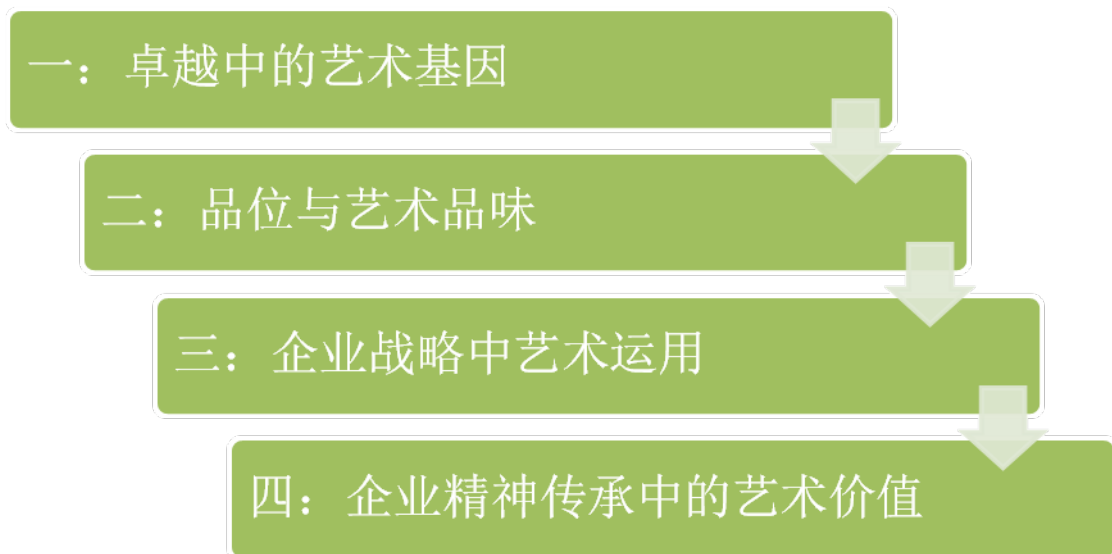 一：卓越中的艺术基因
二：品位与艺术品味
三：企业战略中艺术运用
四：企业精神传承中的艺术价值